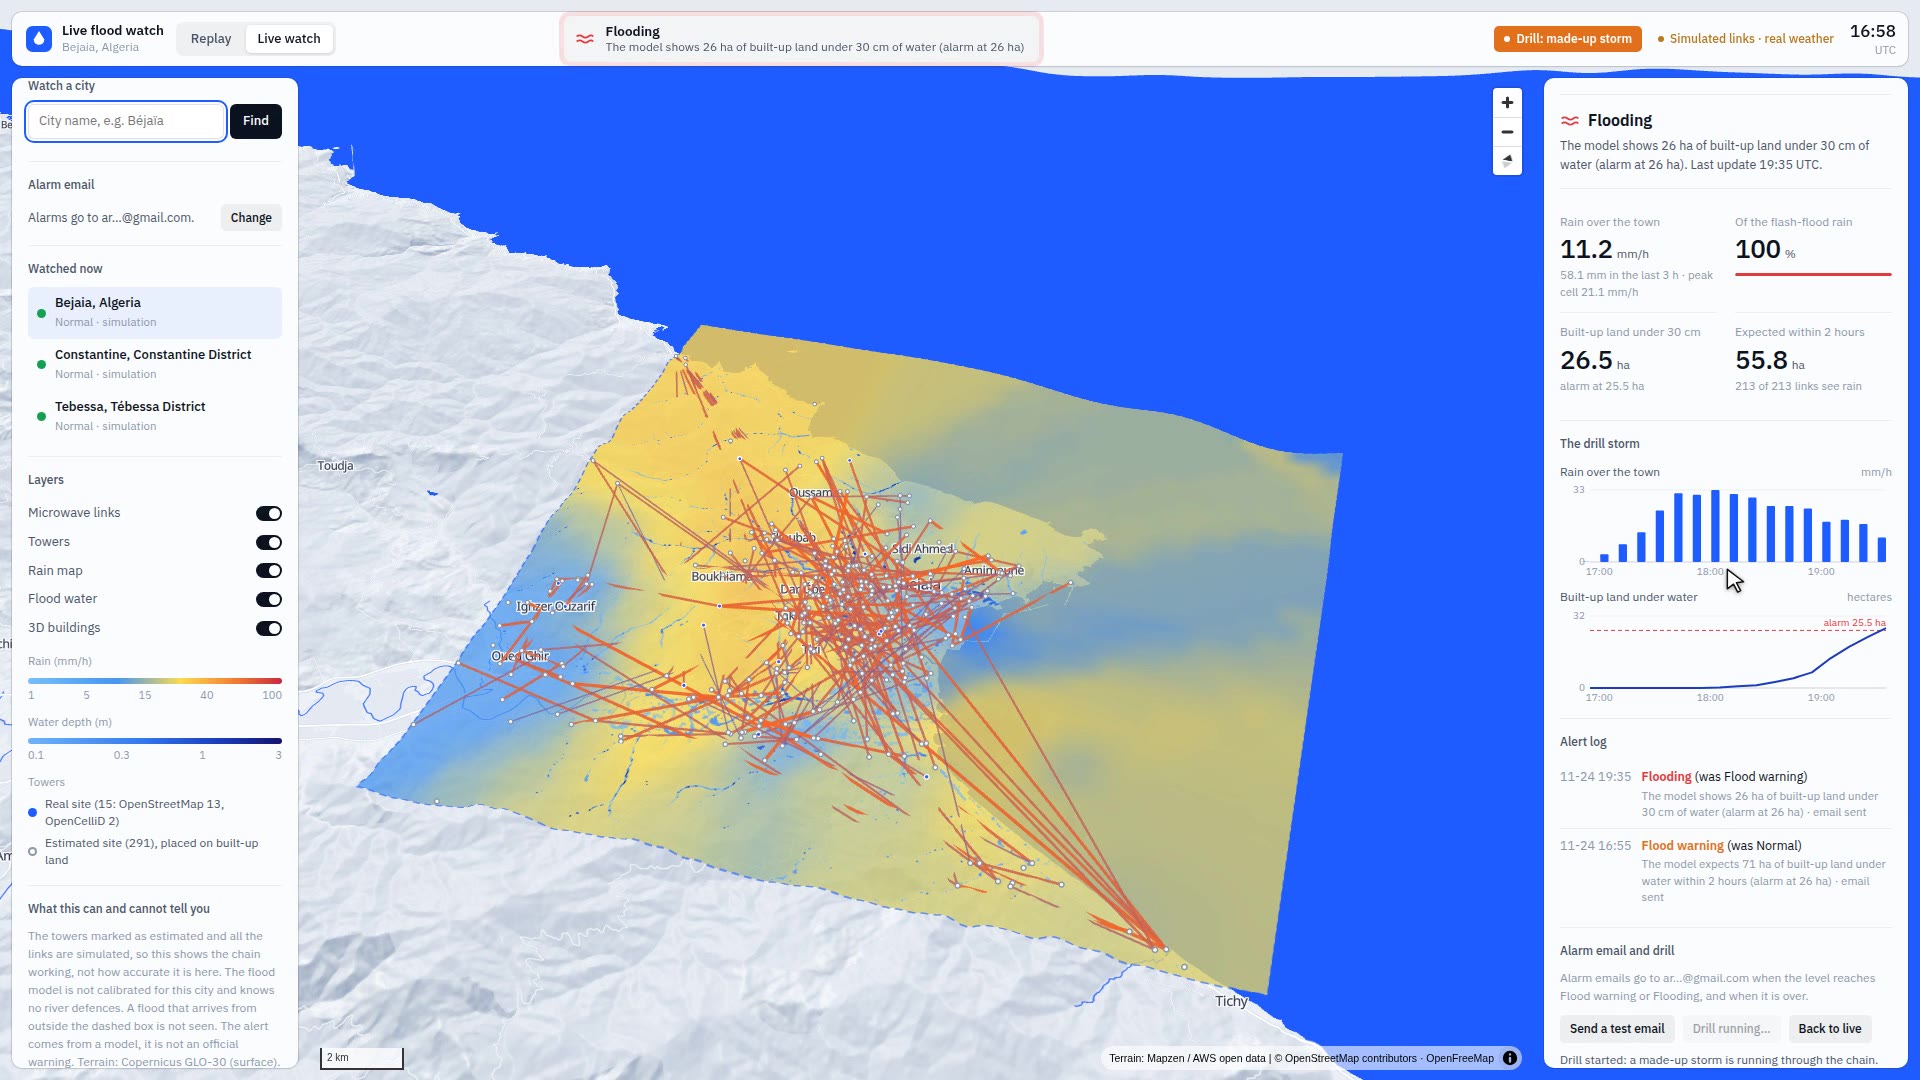 Live flood watch
Bejaia, Algeria
Replay
Live watch
Flooding
The model shows 26 ha of built-up land under 30 cm of water (alarm at 26 ha)
Drill: made-up storm
Simulated links · real weather
16:58
UTC
Watch a city
City name, e.g. Béjaïa
Find
Alarm email
Alarms go to ar...@gmail.com.
Change
Watched now
Bejaia, Algeria
Normal · simulation
Constantine, Constantine District
Normal · simulation
Tebessa, Tébessa District
Normal · simulation
Layers
Microwave links
Towers
Rain map
Flood water
3D buildings
Rain (mm/h)
1 5 15 40 100
Water depth (m)
0.1 0.3 1 3
Towers
Real site (15: OpenStreetMap 13,
OpenCelliD 2)
Estimated site (291), placed on built-up
land
What this can and cannot tell you
The towers marked as estimated and all the
links are simulated, so this shows the chain
working, not how accurate it is here. The flood
model is not calibrated for this city and knows
no river defences. A flood that arrives from
outside the dashed box is not seen. The alert
comes from a model, it is not an official
warning. Terrain: Copernicus GLO-30 (surface).
Toudja
Oussam
Sidi Ahmed
Boukhiama
Amimoune
Ighzer Ouzarif
Oued Ghir
Tichy
2 km
Terrain: Mapzen / AWS open data | © OpenStreetMap contributors · OpenFreeMap
Flooding
The model shows 26 ha of built-up land under 30 cm of
water (alarm at 26 ha). Last update 19:35 UTC.
Rain over the town
11.2 mm/h
58.1 mm in the last 3 h · peak
cell 21.1 mm/h
Of the flash-flood rain
100 %
Built-up land under 30 cm
26.5 ha
alarm at 25.5 ha
Expected within 2 hours
55.8 ha
213 of 213 links see rain
The drill storm
Rain over the town mm/h
33
0
17:00 18:00 19:00
Built-up land under water hectares
32
alarm 25.5 ha
0
17:00 18:00 19:00
Alert log
11-24 19:35 Flooding (was Flood warning)
The model shows 26 ha of built-up land under
30 cm of water (alarm at 26 ha) · email sent
11-24 16:55 Flood warning (was Normal)
The model expects 71 ha of built-up land under
water within 2 hours (alarm at 26 ha) · email
sent
Alarm email and drill
Alarm emails go to ar...@gmail.com when the level reaches
Flood warning or Flooding, and when it is over.
Send a test email
Drill running...
Back to live
Drill started: a made-up storm is running through the chain.